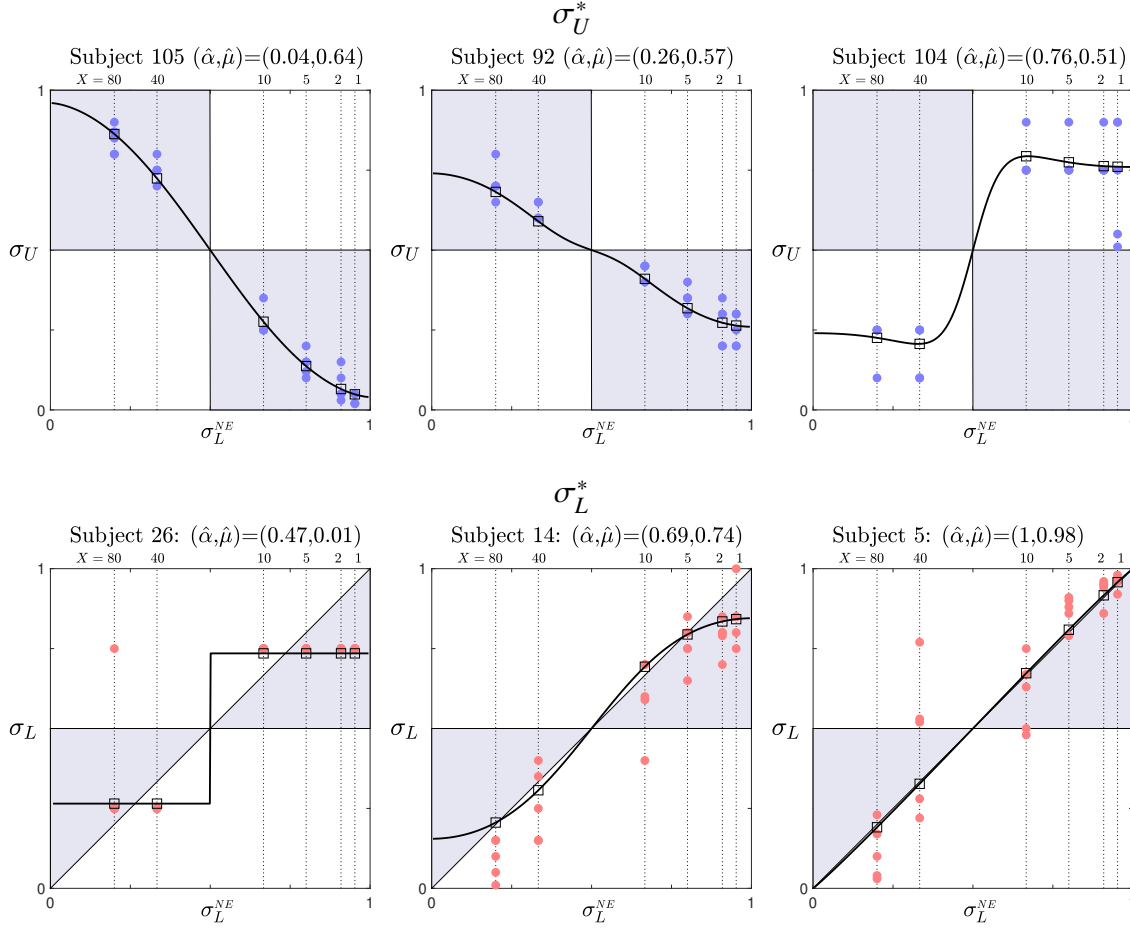 σ*U
Subject 105 (α̂,μ̂)=(0.04,0.64)
X = 80 40 10 5 2 1
1
σU
0
0 σL^NE 1
Subject 92 (α̂,μ̂)=(0.26,0.57)
X = 80 40 10 5 2 1
1
σU
0
0 σL^NE 1
Subject 104 (α̂,μ̂)=(0.76,0.51)
X = 80 40 10 5 2 1
1
σU
0
0 σL^NE 1
σ*L
Subject 26: (α̂,μ̂)=(0.47,0.01)
X = 80 40 10 5 2 1
1
σL
0
0 σL^NE 1
Subject 14: (α̂,μ̂)=(0.69,0.74)
X = 80 40 10 5 2 1
1
σL
0
0 σL^NE 1
Subject 5: (α̂,μ̂)=(1,0.98)
X = 80 40 10 5 2 1
1
σL
0
0 σL^NE 1